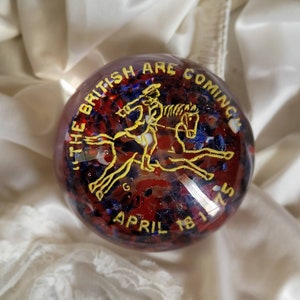 "THE BRITISH ARE COMING"
G
APRIL 18 1775